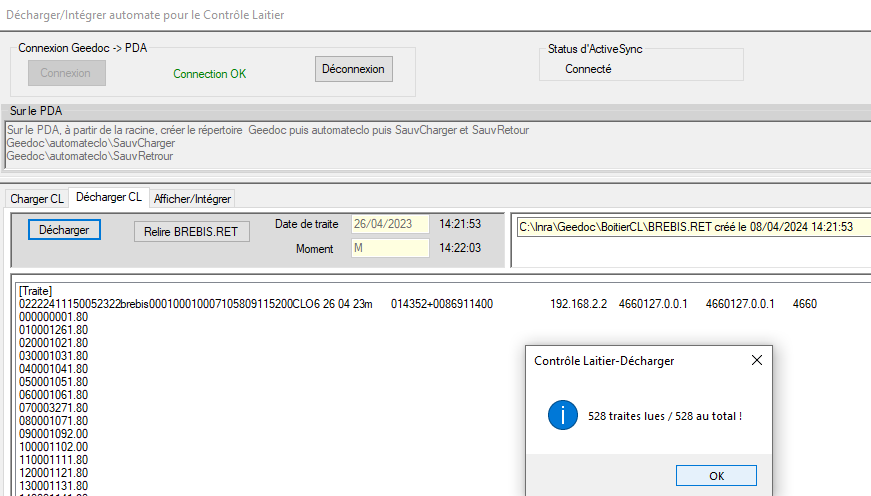 Décharger/Intégrer automate pour le Contrôle Laitier
Connexion Geedoc -> PDA
Connexion
Connection OK
Déconnexion
Status d'ActiveSync
Connecté
Sur le PDA
Sur le PDA, à partir de la racine, créer le répertoire Geedoc puis automateclo puis SauvCharger et SauvRetour
Geedoc\automateclo\SauvCharger
Geedoc\automateclo\SauvRetrour
Charger CL
Décharger CL
Afficher/Intégrer
Décharger
Relire BREBIS.RET
Date de traite 26/04/2023 14:21:53
Moment M 14:22:03
C:\Inra\Geedoc\BoitierCL\BREBIS.RET créé le 08/04/2024 14:21:53
[Traite]
02222411150052322brebis000100010007105809115200CLO6 26 04 23m 014352+0086911400 192.168.2.2 4660127.0.0.1 4660127.0.0.1 4660
000000001.80
010001261.80
020001021.80
030001031.80
040001041.80
050001051.80
060001061.80
070003271.80
080001071.80
090001092.00
100001102.00
110001111.80
120001121.80
130001131.80
Contrôle Laitier-Décharger
528 traites lues / 528 au total !
OK